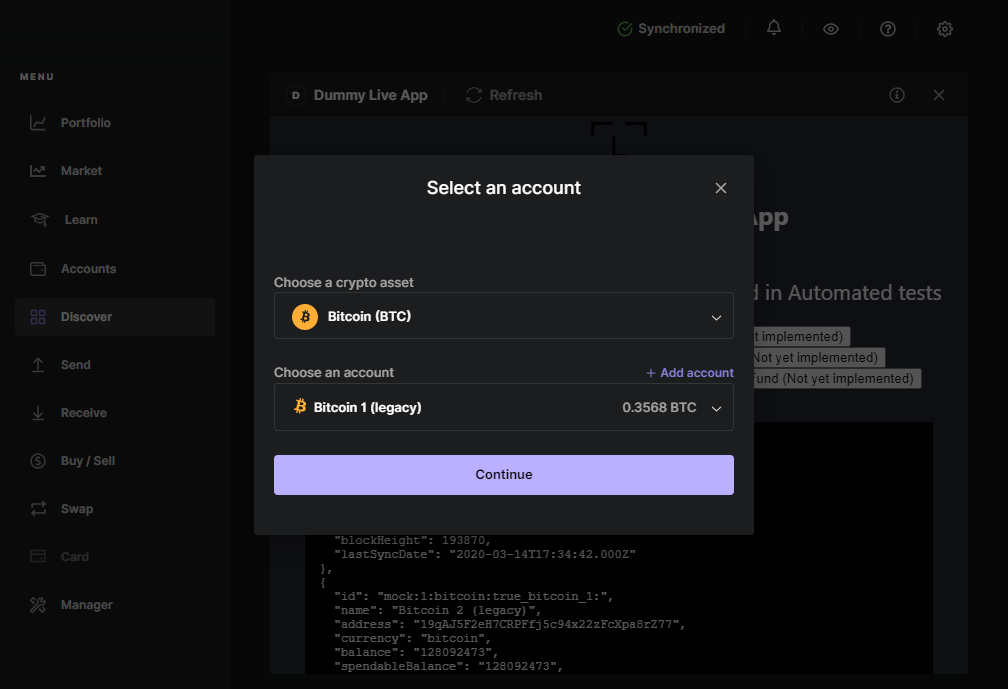 Synchronized
MENU
D Dummy Live App Refresh
Portfolio
Market
Learn
Accounts
Discover
Send
Receive
Buy / Sell
Swap
Card
Manager
Select an account
Choose a crypto asset
Bitcoin (BTC)
Choose an account + Add account
Bitcoin 1 (legacy) 0.3568 BTC
Continue
App
in Automated tests
implemented)
Not yet implemented)
(Not yet implemented)
"blockHeight": 193870,
"lastSyncDate": "2020-03-14T17:34:42.000Z"
},
{
"id": "mock:1:bitcoin:true_bitcoin_1:",
"name": "Bitcoin 2 (legacy)",
"address": "19qAJ5F2eH7CRPFfj5c94x22zFcXpa8rZ77",
"currency": "bitcoin",
"balance": "128092473",
"spendableBalance": "128092473",